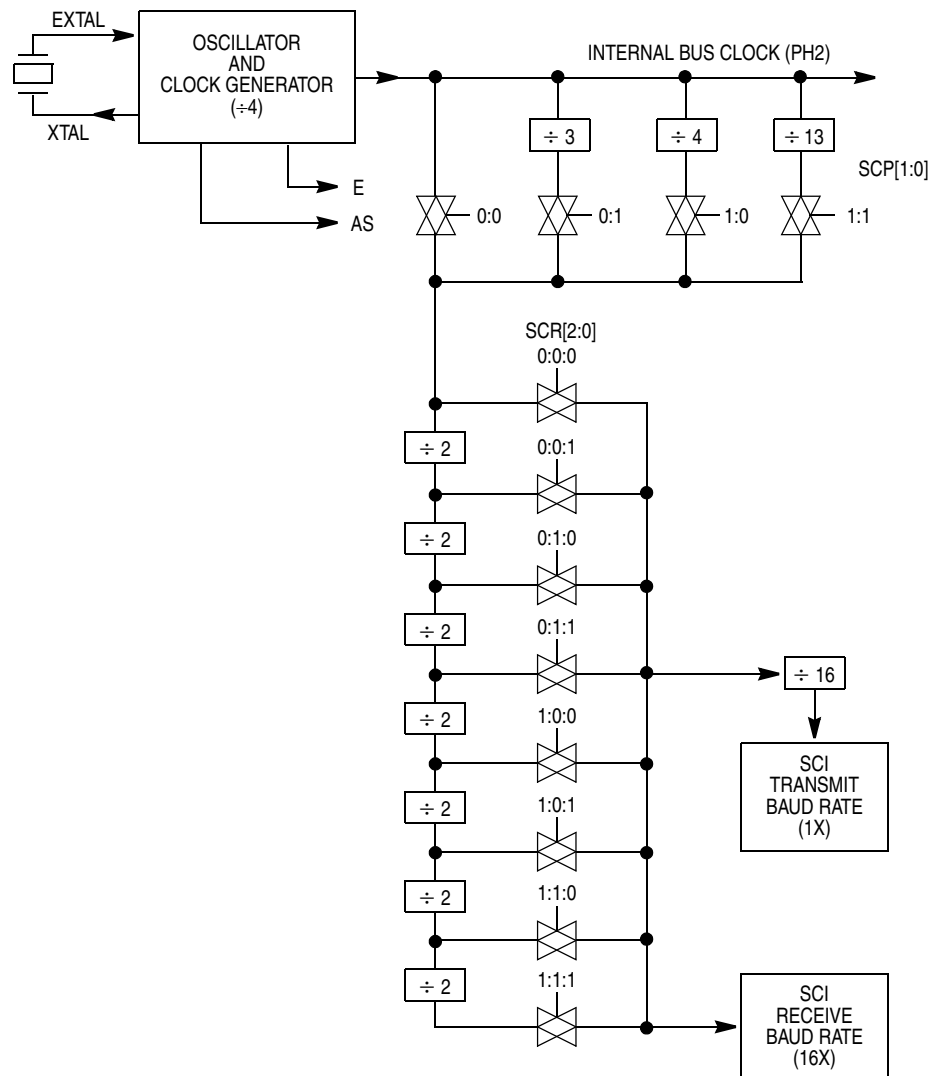 EXTAL
XTAL
OSCILLATOR
AND
CLOCK GENERATOR
(÷4)
E
AS
INTERNAL BUS CLOCK (PH2)
÷ 3
÷ 4
÷ 13
SCP[1:0]
0:0
0:1
1:0
1:1
SCR[2:0]
0:0:0
÷ 2
0:0:1
÷ 2
0:1:0
÷ 2
0:1:1
÷ 2
1:0:0
÷ 2
1:0:1
÷ 2
1:1:0
÷ 2
1:1:1
÷ 16
SCI
TRANSMIT
BAUD RATE
(1X)
SCI
RECEIVE
BAUD RATE
(16X)